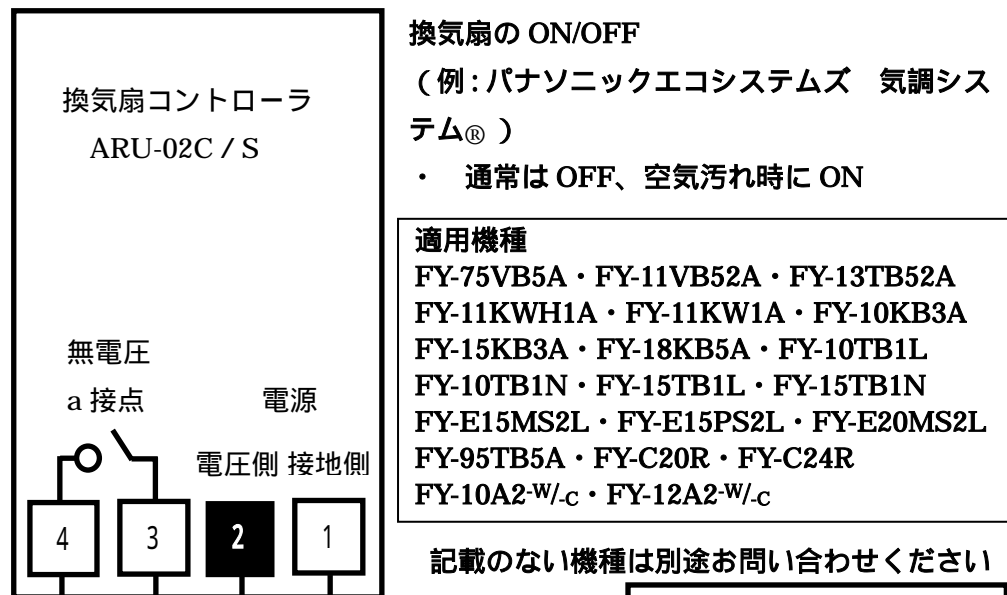 換気扇コントローラ
ARU-02C / S
無電圧
a 接点
電源
電圧側 接地側
4
3
2
1
換気扇の ON/OFF
(例:パナソニックエコシステムズ 気調シス
テム® )
・ 通常は OFF、空気汚れ時に ON
適用機種
FY-75VB5A・FY-11VB52A・FY-13TB52A
FY-11KWH1A・FY-11KW1A・FY-10KB3A
FY-15KB3A・FY-18KB5A・FY-10TB1L
FY-10TB1N・FY-15TB1L・FY-15TB1N
FY-E15MS2L・FY-E15PS2L・FY-E20MS2L
FY-95TB5A・FY-C20R・FY-C24R
FY-10A2-W/-C・FY-12A2-W/-C
記載のない機種は別途お問い合わせください